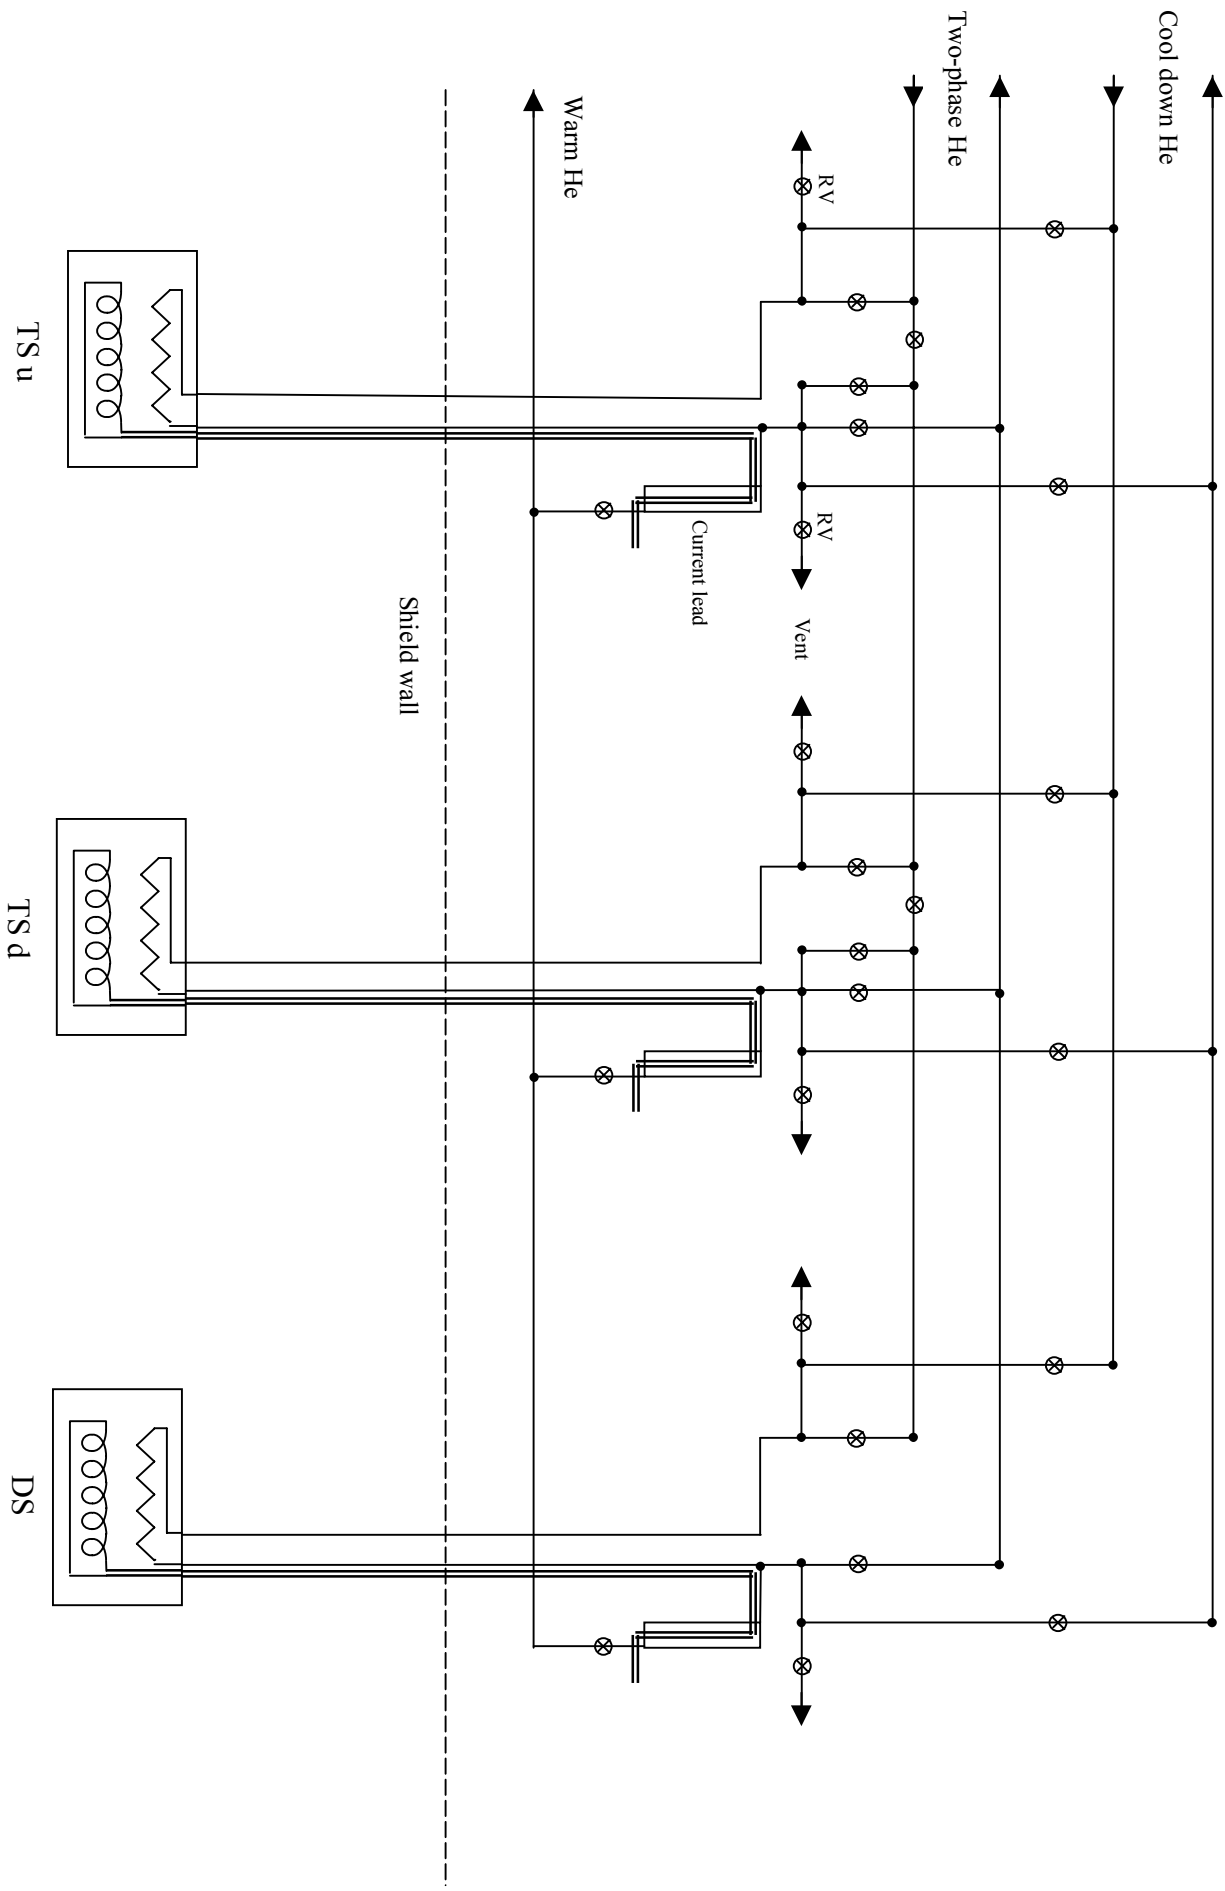 Cool down He
Two-phase He
RV
RV
Vent
Current lead
Warm He
Shield wall
TS u
TS d
DS